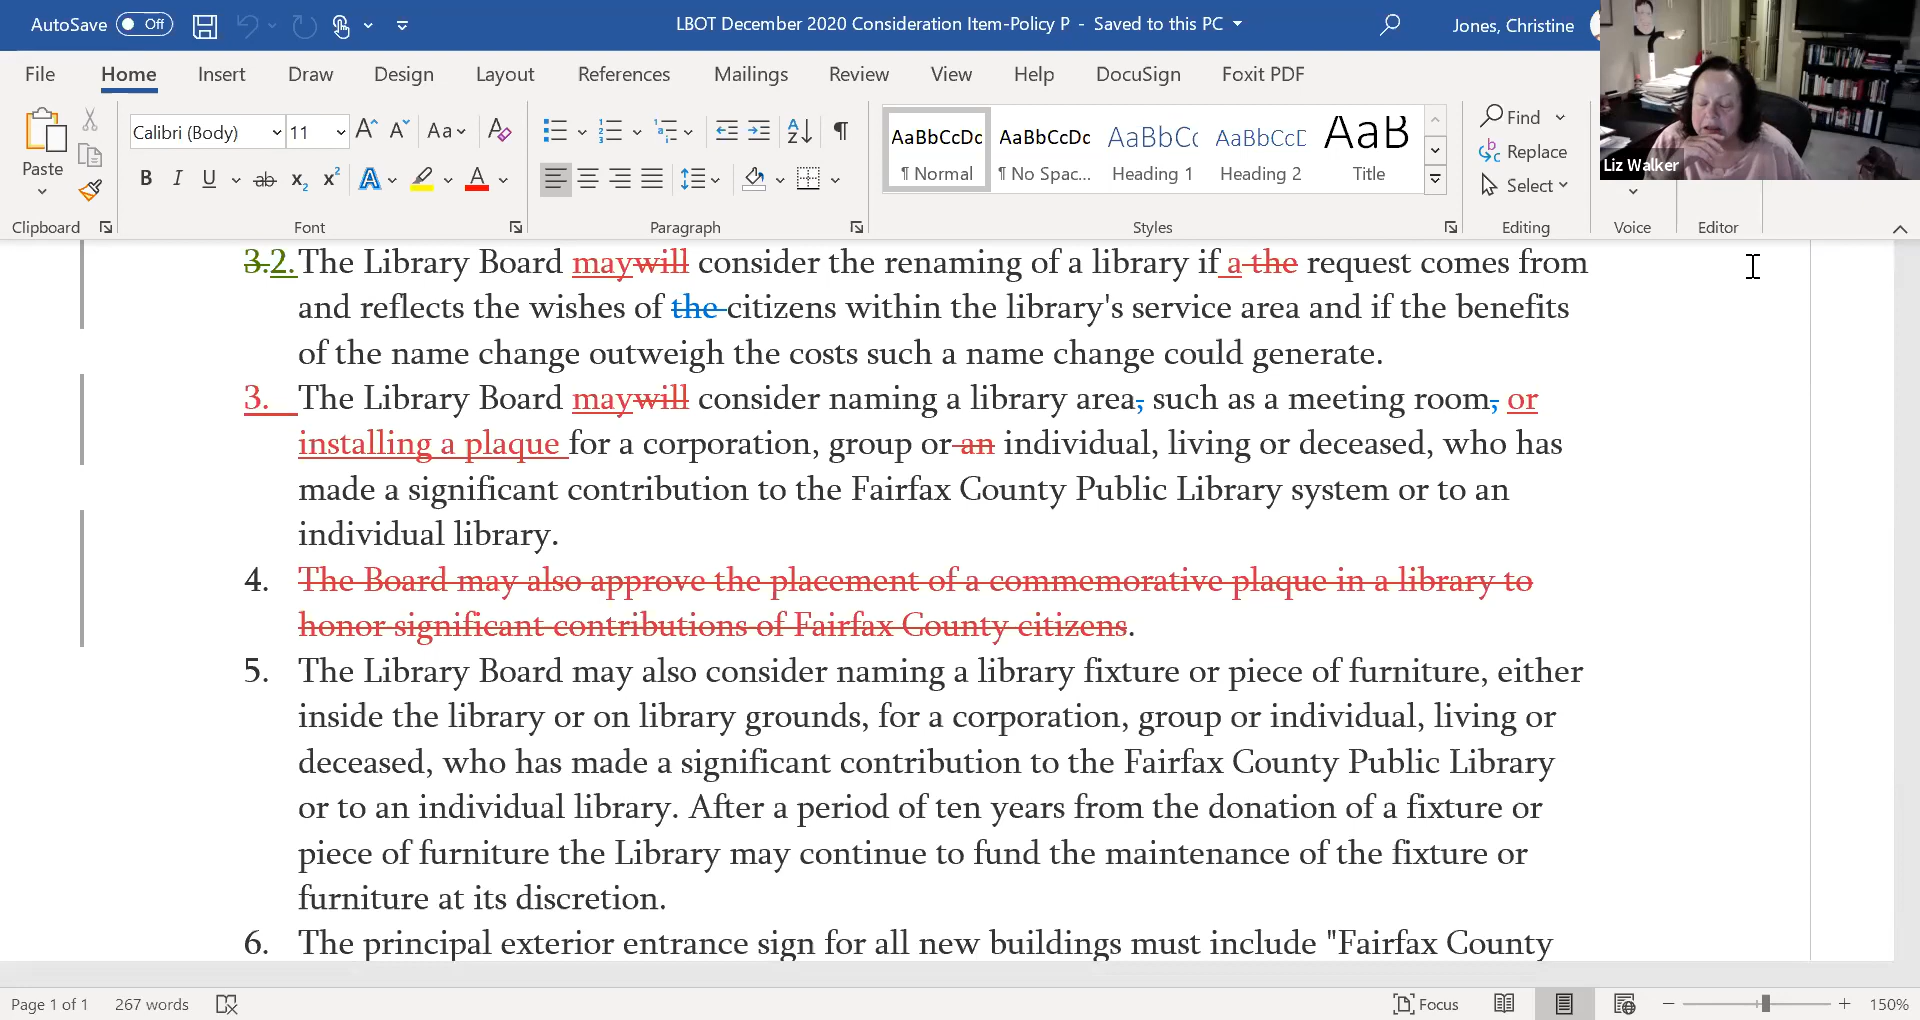 AutoSave Off LBOT December 2020 Consideration Item-Policy P - Saved to this PC Jones, Christine
File Home Insert Draw Design Layout References Mailings Review View Help DocuSign Foxit PDF
Paste
Calibri (Body) 11 A A Aa A
B I U ab x2 x2 A A
AaBbCcDc AaBbCcDc AaBbCc AaBbCcD AaB
¶ Normal ¶ No Spac... Heading 1 Heading 2 Title
Find
Replace
Select
Liz Walker
Clipboard Font Paragraph Styles Editing Voice Editor
3.2. The Library Board maywill consider the renaming of a library if a the request comes from
and reflects the wishes of the citizens within the library's service area and if the benefits
of the name change outweigh the costs such a name change could generate.
3. The Library Board maywill consider naming a library area, such as a meeting room, or
installing a plaque for a corporation, group or an individual, living or deceased, who has
made a significant contribution to the Fairfax County Public Library system or to an
individual library.
4. The Board may also approve the placement of a commemorative plaque in a library to
honor significant contributions of Fairfax County citizens.
5. The Library Board may also consider naming a library fixture or piece of furniture, either
inside the library or on library grounds, for a corporation, group or individual, living or
deceased, who has made a significant contribution to the Fairfax County Public Library
or to an individual library. After a period of ten years from the donation of a fixture or
piece of furniture the Library may continue to fund the maintenance of the fixture or
furniture at its discretion.
6. The principal exterior entrance sign for all new buildings must include "Fairfax County
Page 1 of 1 267 words Focus 150%